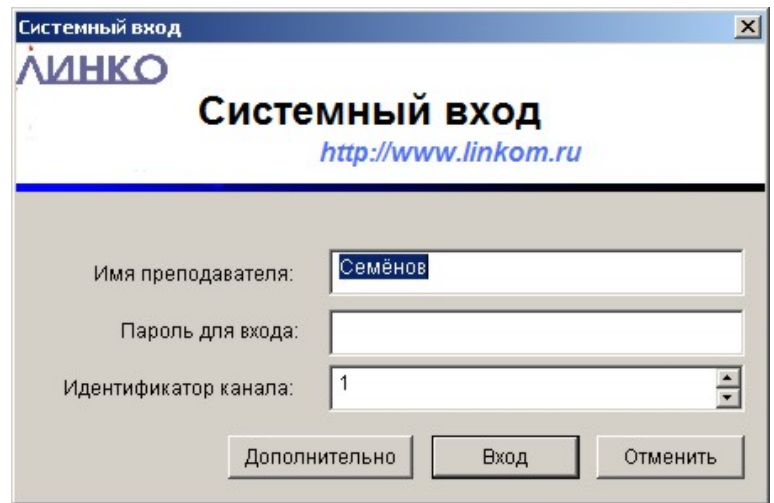 Системный вход
ЛИНКО
Системный вход
http://www.linkom.ru
Имя преподавателя: Семёнов
Пароль для входа:
Идентификатор канала: 1
Дополнительно Вход Отменить